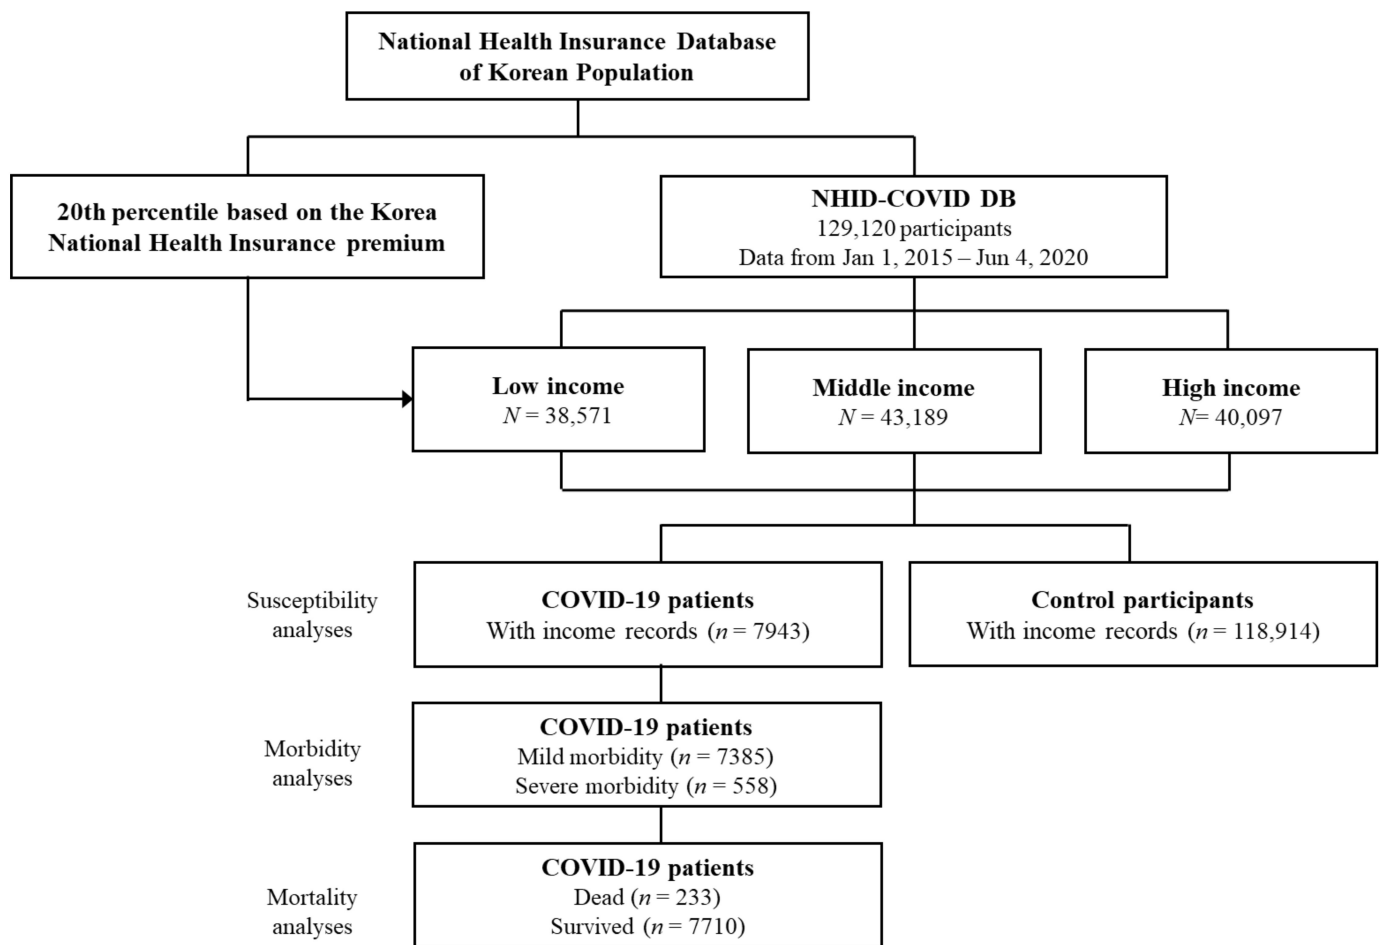 National Health Insurance Database
of Korean Population
20th percentile based on the Korea
National Health Insurance premium
NHID-COVID DB
129,120 participants
Data from Jan 1, 2015 – Jun 4, 2020
Low income
N = 38,571
Middle income
N = 43,189
High income
N= 40,097
Susceptibility
analyses
COVID-19 patients
With income records (n = 7943)
Control participants
With income records (n = 118,914)
Morbidity
analyses
COVID-19 patients
Mild morbidity (n = 7385)
Severe morbidity (n = 558)
Mortality
analyses
COVID-19 patients
Dead (n = 233)
Survived (n = 7710)